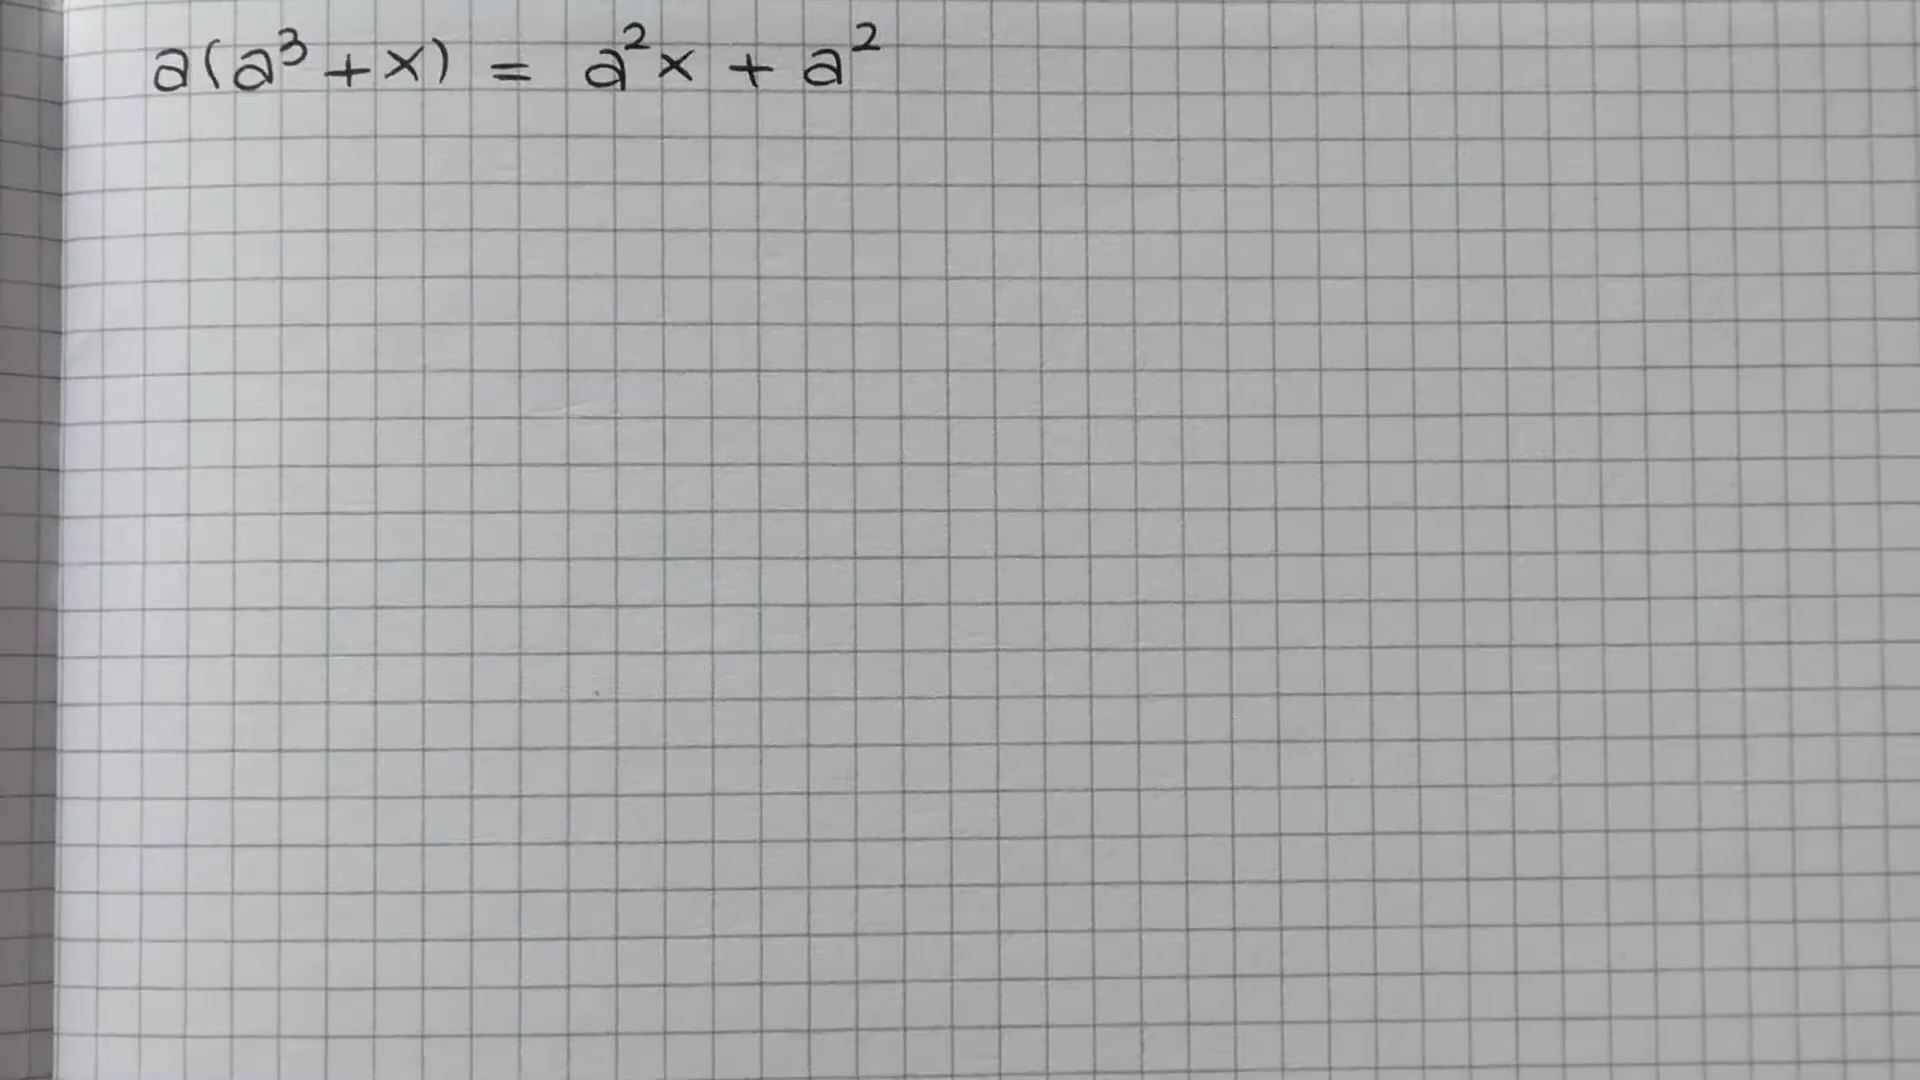 a(a³ + x) = a²x + a²